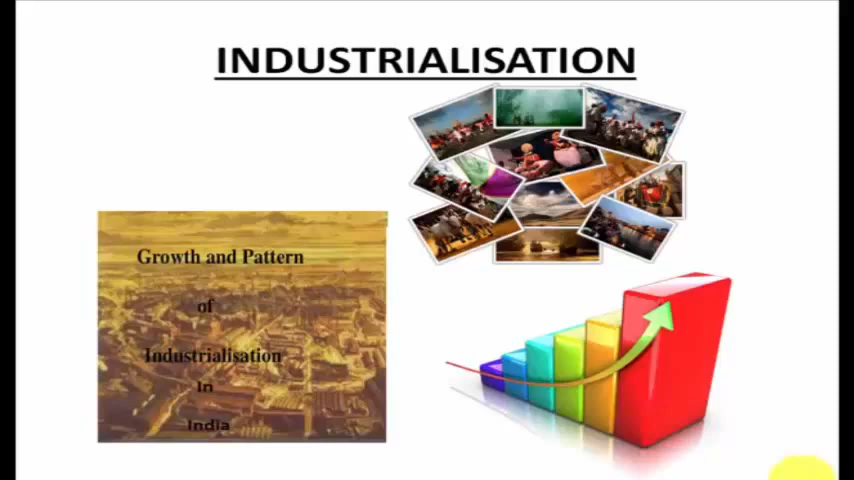 INDUSTRIALISATION
Growth and Pattern
of
Industrialisation
In
India